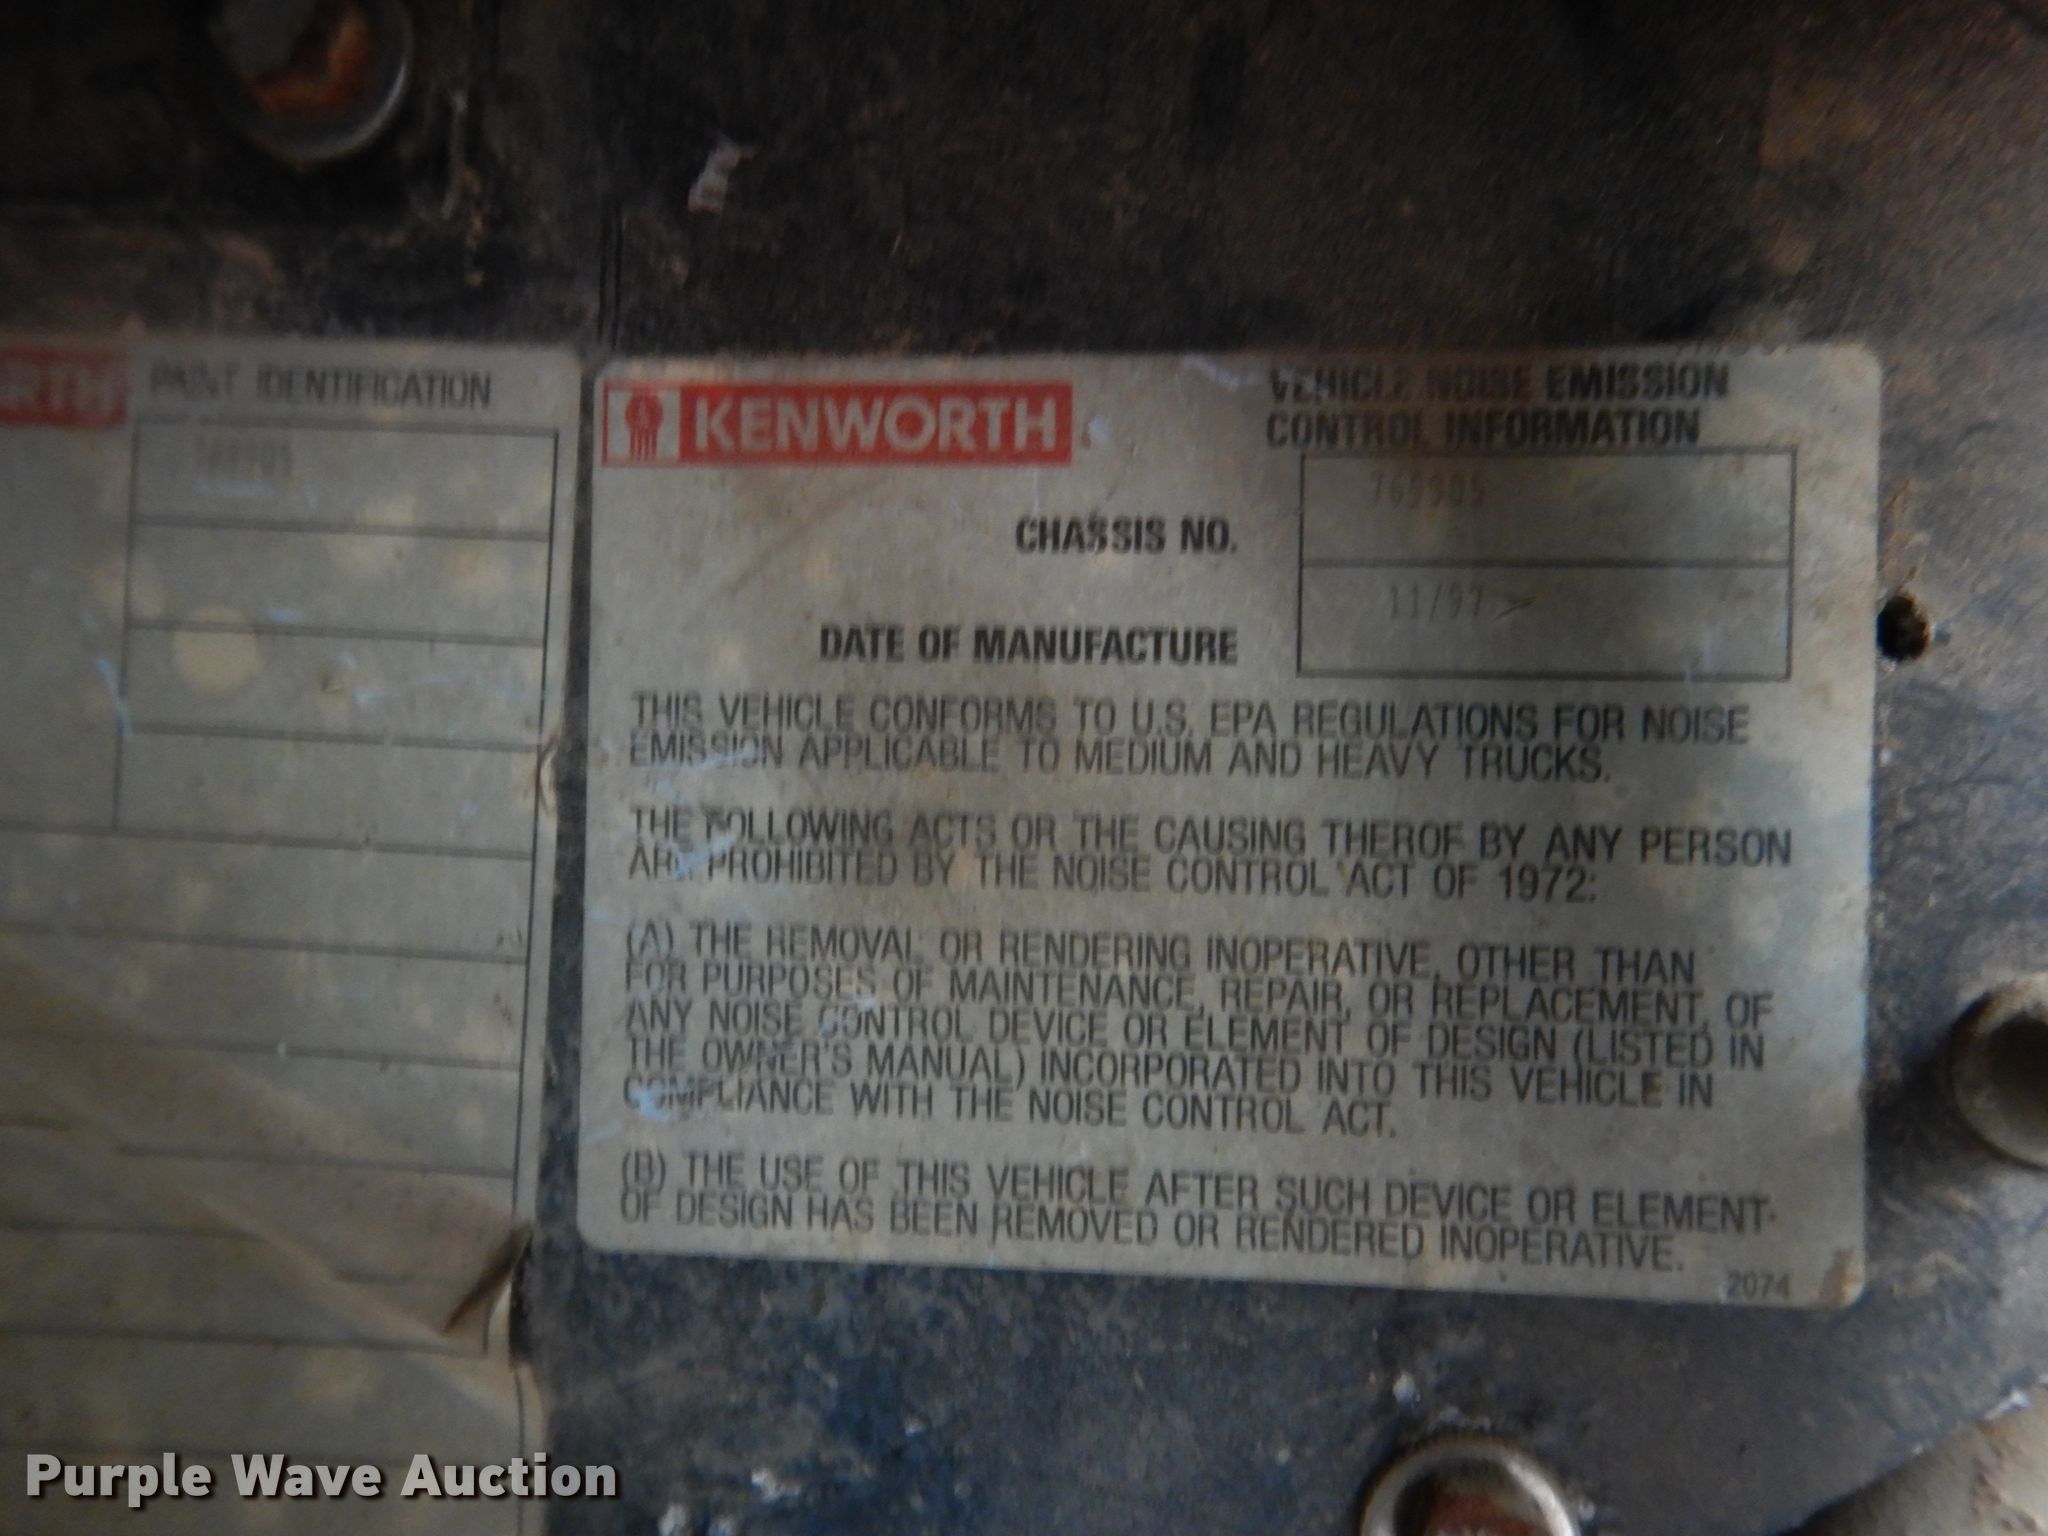 RTH
PAINT IDENTIFICATION
KENWORTH
VEHICLE NOISE EMISSION
CONTROL INFORMATION
CHASSIS NO.
769905
DATE OF MANUFACTURE
11/97
THIS VEHICLE CONFORMS TO U.S. EPA REGULATIONS FOR NOISE
EMISSION APPLICABLE TO MEDIUM AND HEAVY TRUCKS.
THE FOLLOWING ACTS OR THE CAUSING THEROF BY ANY PERSON
ARE PROHIBITED BY THE NOISE CONTROL ACT OF 1972:
(A) THE REMOVAL OR RENDERING INOPERATIVE, OTHER THAN
FOR PURPOSES OF MAINTENANCE, REPAIR, OR REPLACEMENT, OF
ANY NOISE CONTROL DEVICE OR ELEMENT OF DESIGN (LISTED IN
THE OWNER'S MANUAL) INCORPORATED INTO THIS VEHICLE IN
COMPLIANCE WITH THE NOISE CONTROL ACT.
(B) THE USE OF THIS VEHICLE AFTER SUCH DEVICE OR ELEMENT
OF DESIGN HAS BEEN REMOVED OR RENDERED INOPERATIVE.
2074
Purple Wave Auction